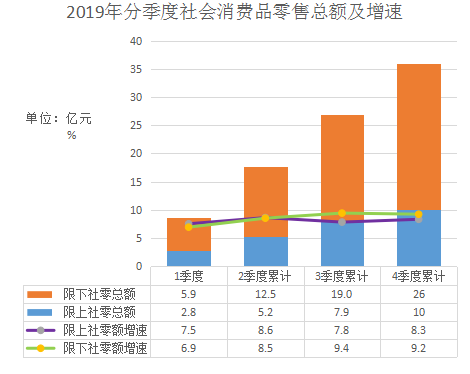 2019年分季度社会消费品零售总额及增速
单位：亿元
%
40
35
30
25
20
15
10
5
0
1季度 2季度累计 3季度累计 4季度累计
限下社零总额 5.9 12.5 19.0 26
限上社零总额 2.8 5.2 7.9 10
限上社零额增速 7.5 8.6 7.8 8.3
限下社零额增速 6.9 8.5 9.4 9.2